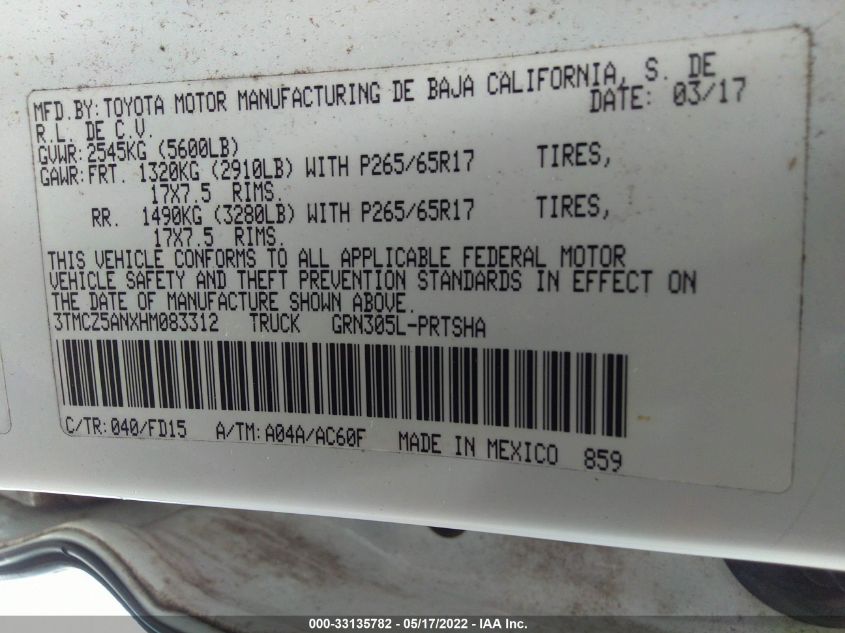 MFD.BY:TOYOTA MOTOR MANUFACTURING DE BAJA CALIFORNIA, S. DE
R.L. DE C.V. DATE: 03/17
GVWR:2545KG (5600LB)
GAWR:FRT. 1320KG (2910LB) WITH P265/65R17 TIRES,
17X7.5 RIMS.
RR. 1490KG (3280LB) WITH P265/65R17 TIRES,
17X7.5 RIMS.
THIS VEHICLE CONFORMS TO ALL APPLICABLE FEDERAL MOTOR
VEHICLE SAFETY AND THEFT PREVENTION STANDARDS IN EFFECT ON
THE DATE OF MANUFACTURE SHOWN ABOVE.
3TMCZ5ANXHM083312 TRUCK GRN305L-PRTSHA
C/TR:040/FD15 A/TM:A04A/AC60F MADE IN MEXICO 859
000-33135782 - 05/17/2022 - IAA Inc.